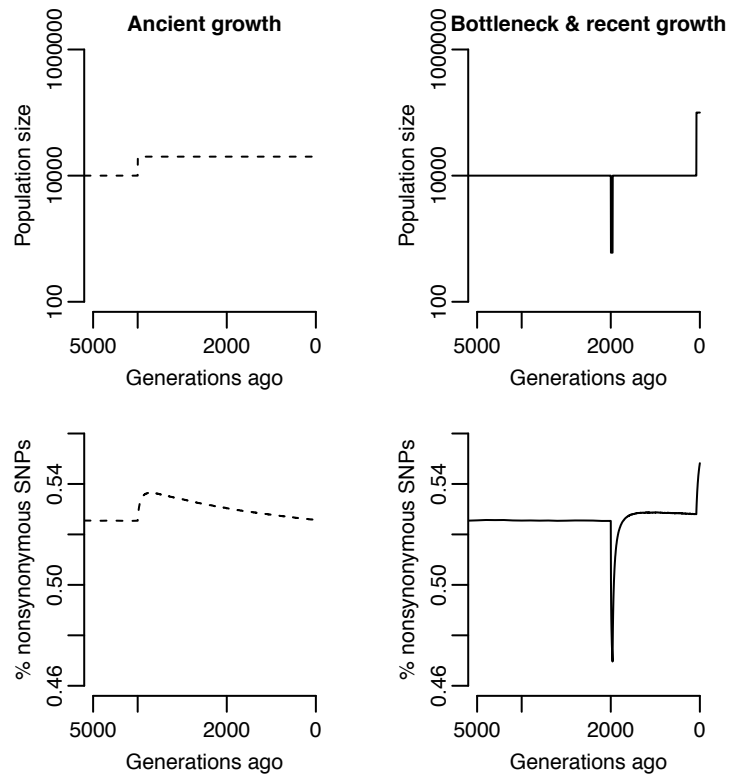 Ancient growth
Population size
1000000
10000
100
5000 2000 0
Generations ago
Bottleneck & recent growth
Population size
1000000
10000
100
5000 2000 0
Generations ago
% nonsynonymous SNPs
0.54
0.50
0.46
5000 2000 0
Generations ago
% nonsynonymous SNPs
0.54
0.50
0.46
5000 2000 0
Generations ago